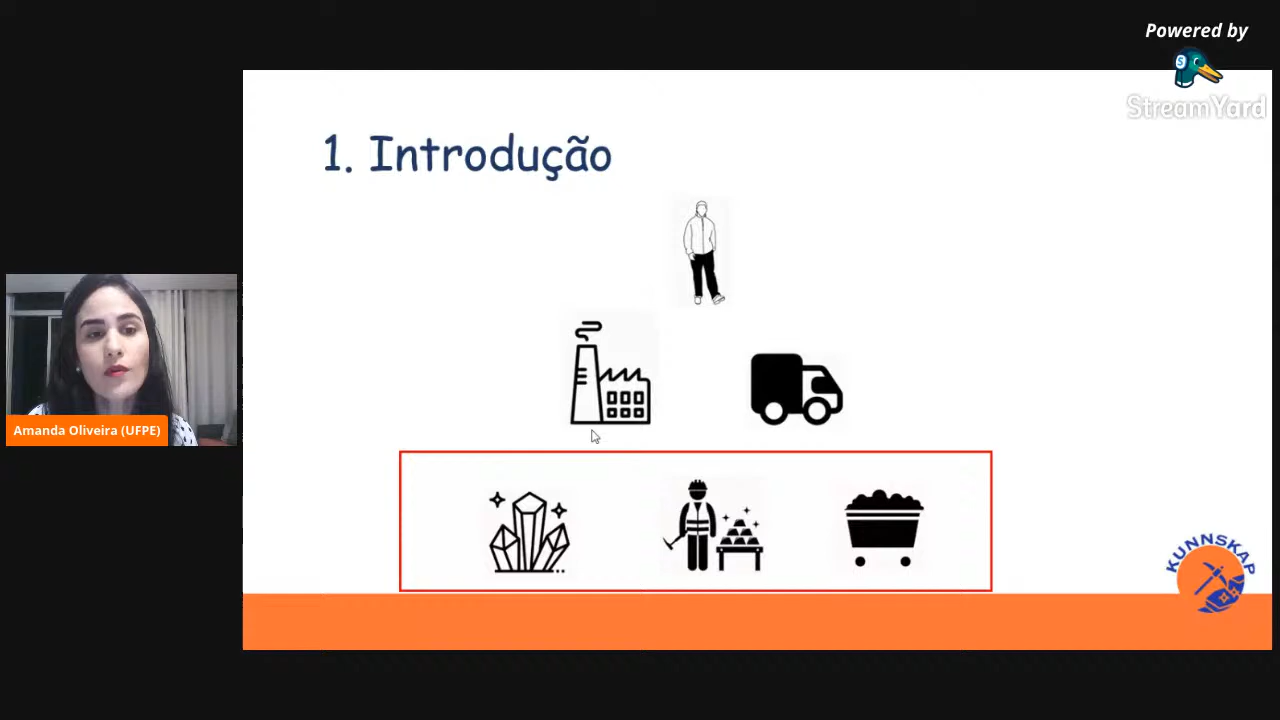 Powered by
StreamYard
1. Introdução
Amanda Oliveira (UFPE)
KUNNSKAP